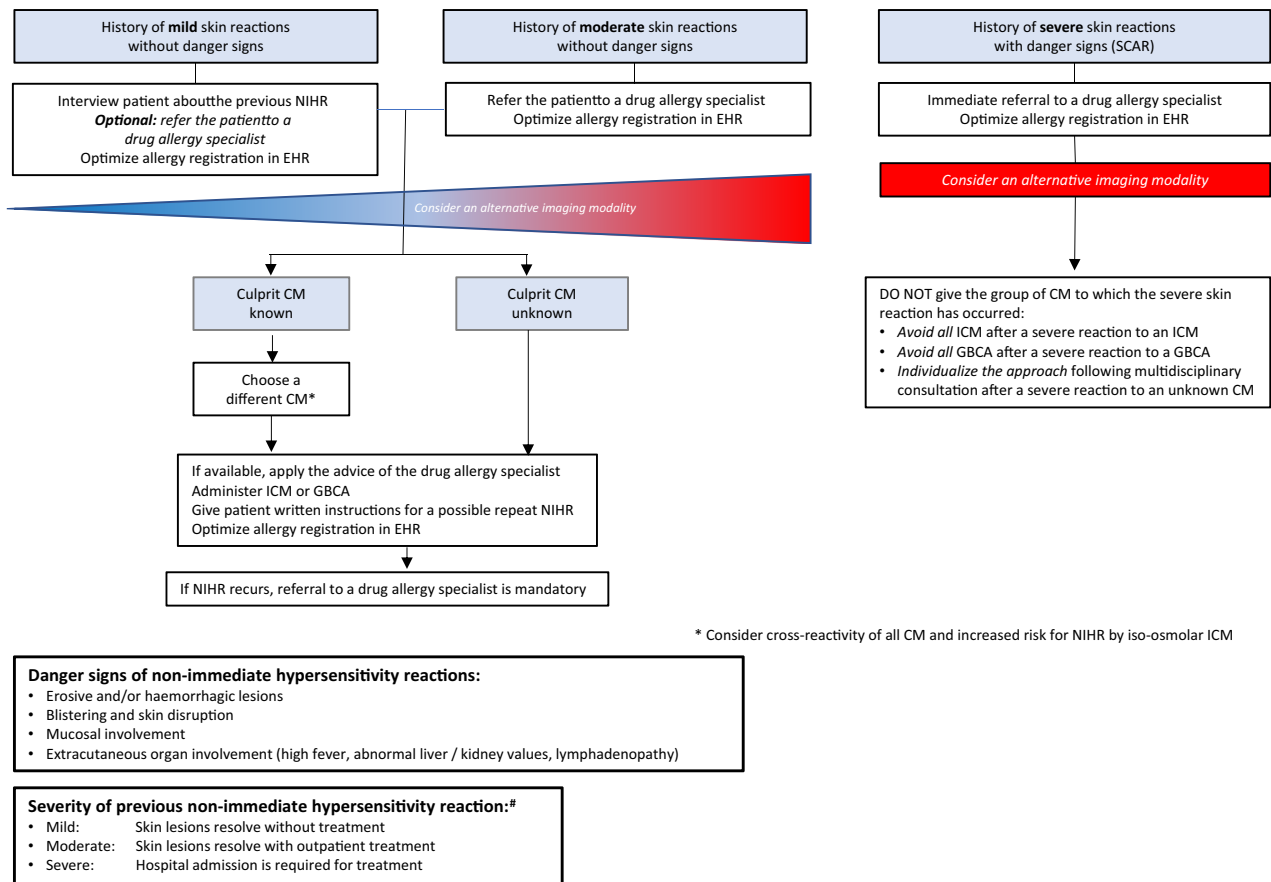 History of mild skin reactions
without danger signs
History of moderate skin reactions
without danger signs
History of severe skin reactions
with danger signs (SCAR)
Interview patient aboutthe previous NIHR
Optional: refer the patientto a
drug allergy specialist
Optimize allergy registration in EHR
Refer the patientto a drug allergy specialist
Optimize allergy registration in EHR
Immediate referral to a drug allergy specialist
Optimize allergy registration in EHR
Consider an alternative imaging modality
Consider an alternative imaging modality
Culprit CM
known
Culprit CM
unknown
DO NOT give the group of CM to which the severe skin
reaction has occurred:
• Avoid all ICM after a severe reaction to an ICM
• Avoid all GBCA after a severe reaction to a GBCA
• Individualize the approach following multidisciplinary
consultation after a severe reaction to an unknown CM
Choose a
different CM*
If available, apply the advice of the drug allergy specialist
Administer ICM or GBCA
Give patient written instructions for a possible repeat NIHR
Optimize allergy registration in EHR
If NIHR recurs, referral to a drug allergy specialist is mandatory
* Consider cross-reactivity of all CM and increased risk for NIHR by iso-osmolar ICM
Danger signs of non-immediate hypersensitivity reactions:
• Erosive and/or haemorrhagic lesions
• Blistering and skin disruption
• Mucosal involvement
• Extracutaneous organ involvement (high fever, abnormal liver / kidney values, lymphadenopathy)
Severity of previous non-immediate hypersensitivity reaction:#
• Mild: Skin lesions resolve without treatment
• Moderate: Skin lesions resolve with outpatient treatment
• Severe: Hospital admission is required for treatment